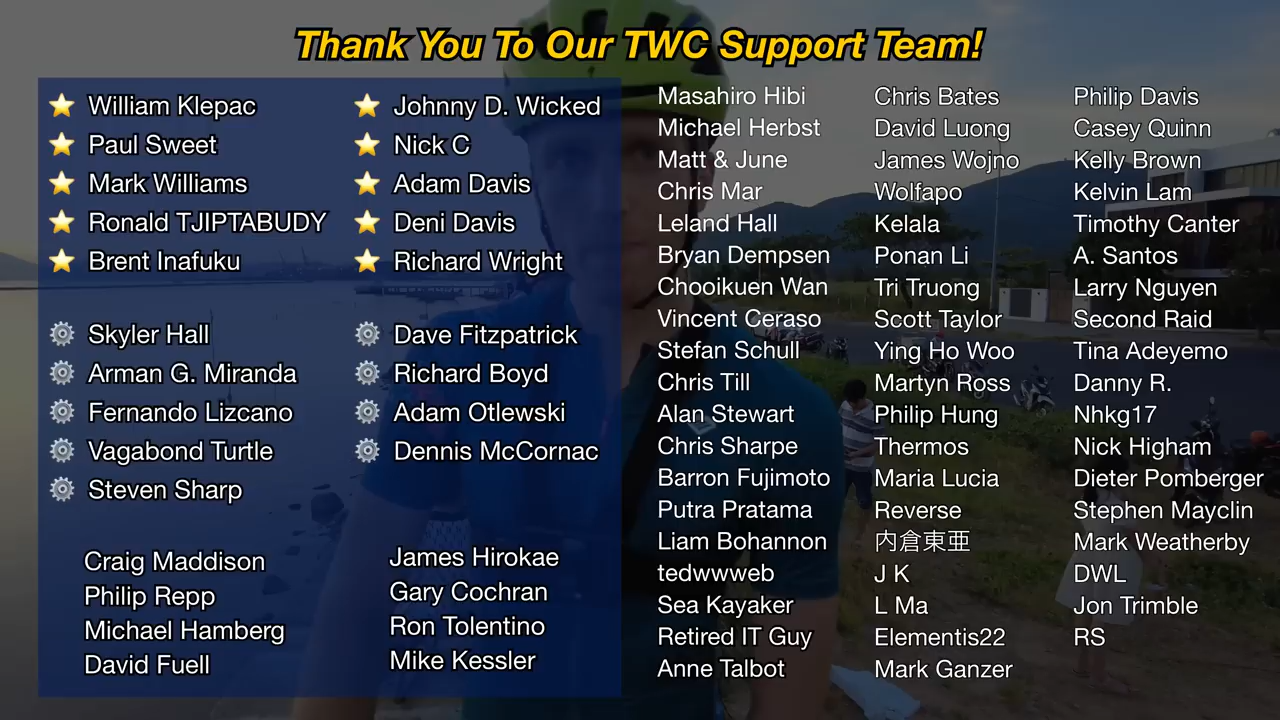 Thank You To Our TWC Support Team!
William Klepac
Paul Sweet
Mark Williams
Ronald TJIPTABUDY
Brent Inafuku
Johnny D. Wicked
Nick C
Adam Davis
Deni Davis
Richard Wright
Skyler Hall
Arman G. Miranda
Fernando Lizcano
Vagabond Turtle
Steven Sharp
Dave Fitzpatrick
Richard Boyd
Adam Otlewski
Dennis McCornac
Craig Maddison
Philip Repp
Michael Hamberg
David Fuell
James Hirokae
Gary Cochran
Ron Tolentino
Mike Kessler
Masahiro Hibi
Michael Herbst
Matt & June
Chris Mar
Leland Hall
Bryan Dempsen
Chooikuen Wan
Vincent Ceraso
Stefan Schull
Chris Till
Alan Stewart
Chris Sharpe
Barron Fujimoto
Putra Pratama
Liam Bohannon
tedwwweb
Sea Kayaker
Retired IT Guy
Anne Talbot
Chris Bates
David Luong
James Wojno
Wolfapo
Kelala
Ponan Li
Tri Truong
Scott Taylor
Ying Ho Woo
Martyn Ross
Philip Hung
Thermos
Maria Lucia
Reverse
内倉東亜
J K
L Ma
Elementis22
Mark Ganzer
Philip Davis
Casey Quinn
Kelly Brown
Kelvin Lam
Timothy Canter
A. Santos
Larry Nguyen
Second Raid
Tina Adeyemo
Danny R.
Nhkg17
Nick Higham
Dieter Pomberger
Stephen Mayclin
Mark Weatherby
DWL
Jon Trimble
RS